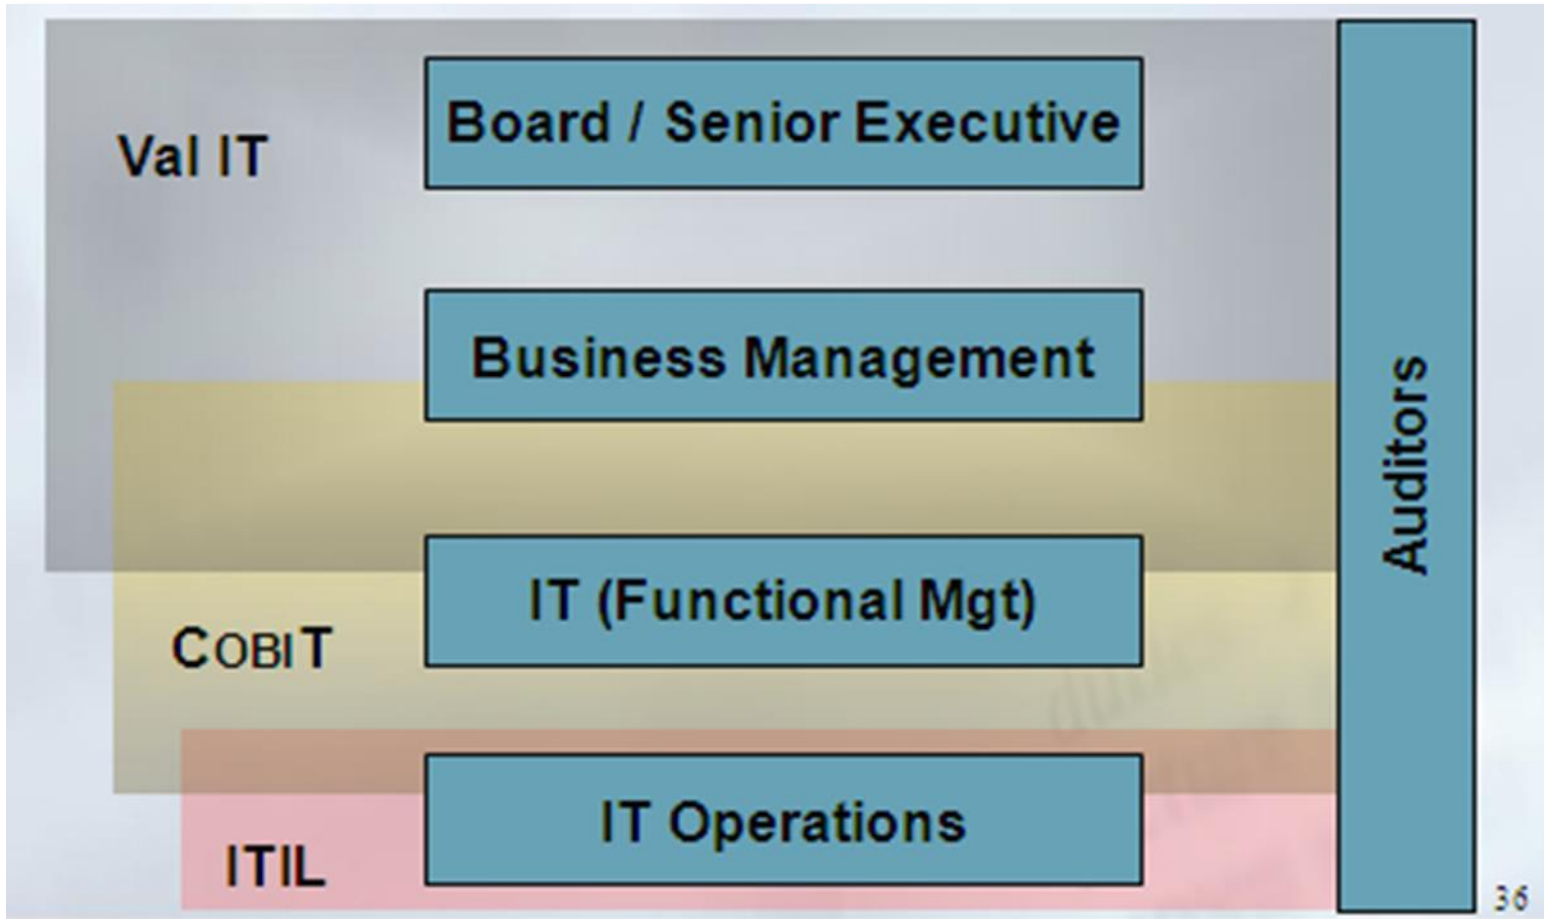 Val IT
Board / Senior Executive
Business Management
Auditors
IT (Functional Mgt)
COBIT
IT Operations
ITIL
36